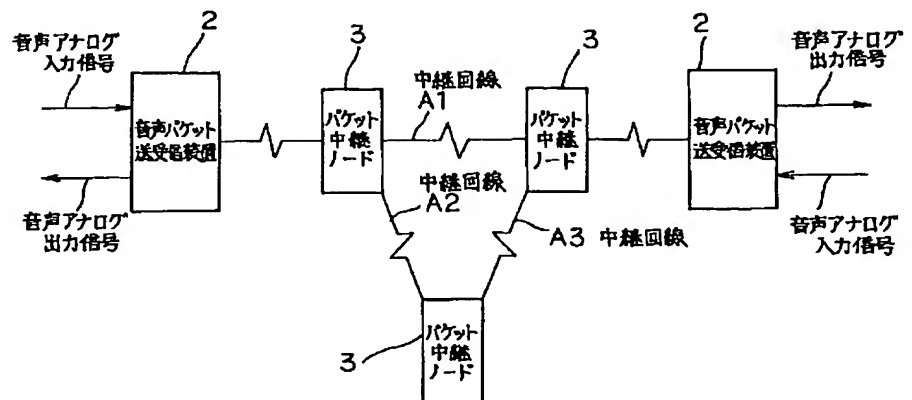 音声アナログ
入力信号
2
音声パケット
送受信装置
音声アナログ
出力信号
3
パケット
中継
ノード
中継回線
A1
中継回線
A2
3
パケット
中継
ノード
A3 中継回線
3
パケット
中継
ノード
2
音声パケット
送受信装置
音声アナログ
出力信号
音声アナログ
入力信号